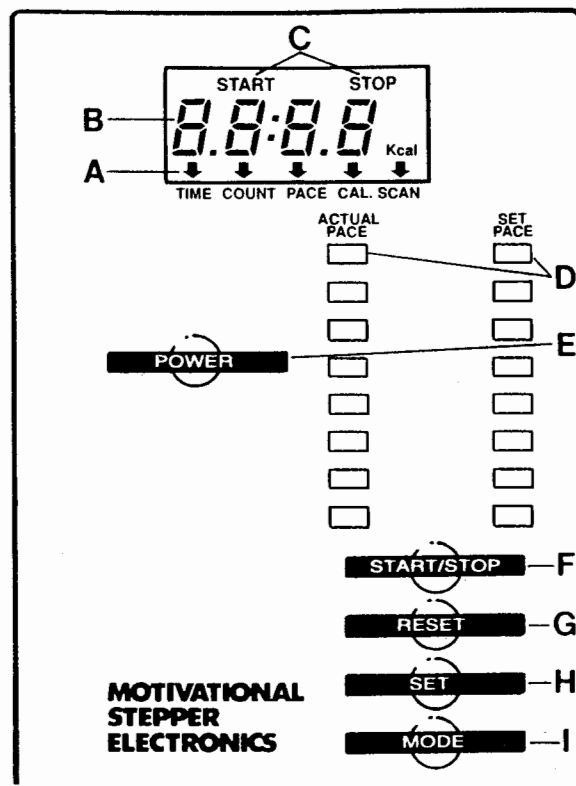 C
START STOP
B
8.8:8.8
Kcal
A
TIME COUNT PACE CAL. SCAN
ACTUAL PACE
SET PACE
D
E
POWER
START/STOP
F
RESET
G
SET
H
MODE
I
MOTIVATIONAL
STEPPER
ELECTRONICS